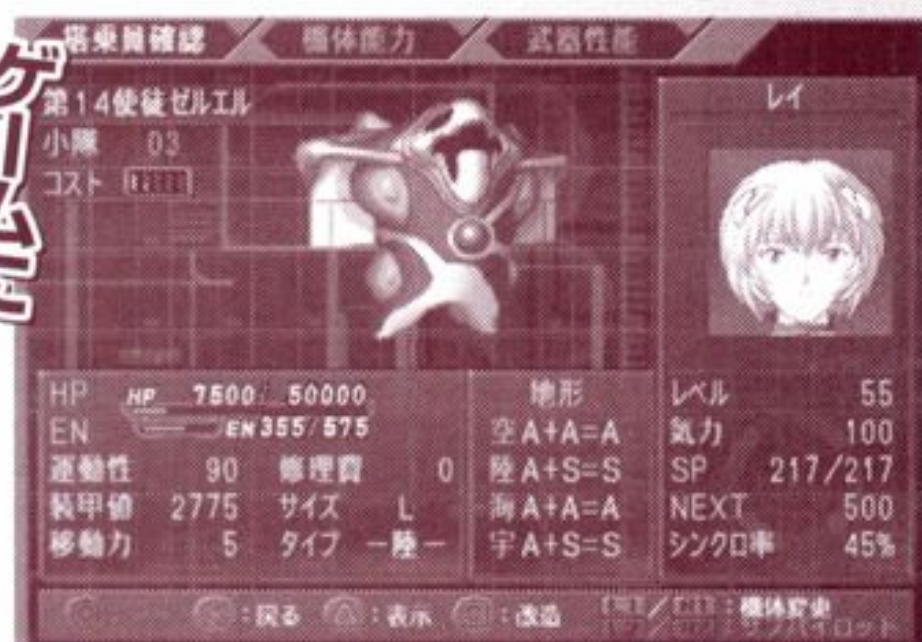 搭乗員確認 機体能力 武器性能
ゲーム
第14使徒ゼルエル
小隊 03
コスト
レイ
HP HP 7500/50000
EN EN 355/575
運動性 90 修理費 0
装甲値 2775 サイズ L
移動力 5 タイプ −陸−
地形
空A+A=A
陸A+S=S
海A+A=A
宇A+S=S
レベル 55
気力 100
SP 217/217
NEXT 500
シンクロ率 45%
:戻る :表示 :改造 :機体変更